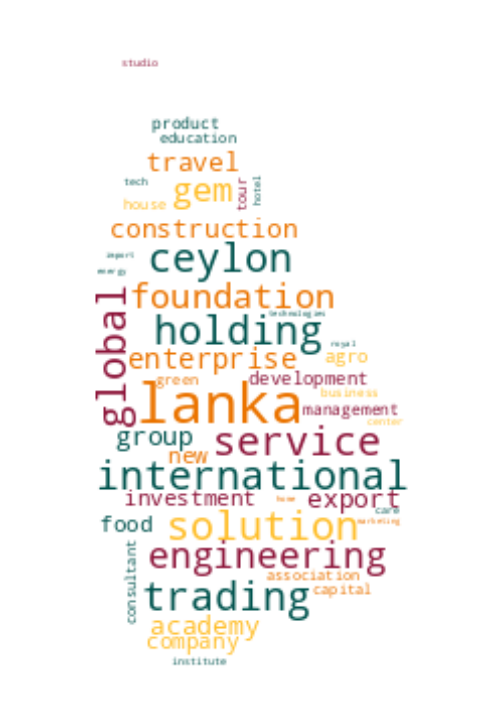 studio
product
education
travel
tech
gem
tour
hotel
house
construction
import
ceylon
energy
global
foundation
technologies
holding
royal
enterprise
agro
green
development
lanka
business
management
center
group
service
new
international
investment
home
export
care
food
solution
marketing
engineering
consultant
association
trading
capital
academy
company
institute